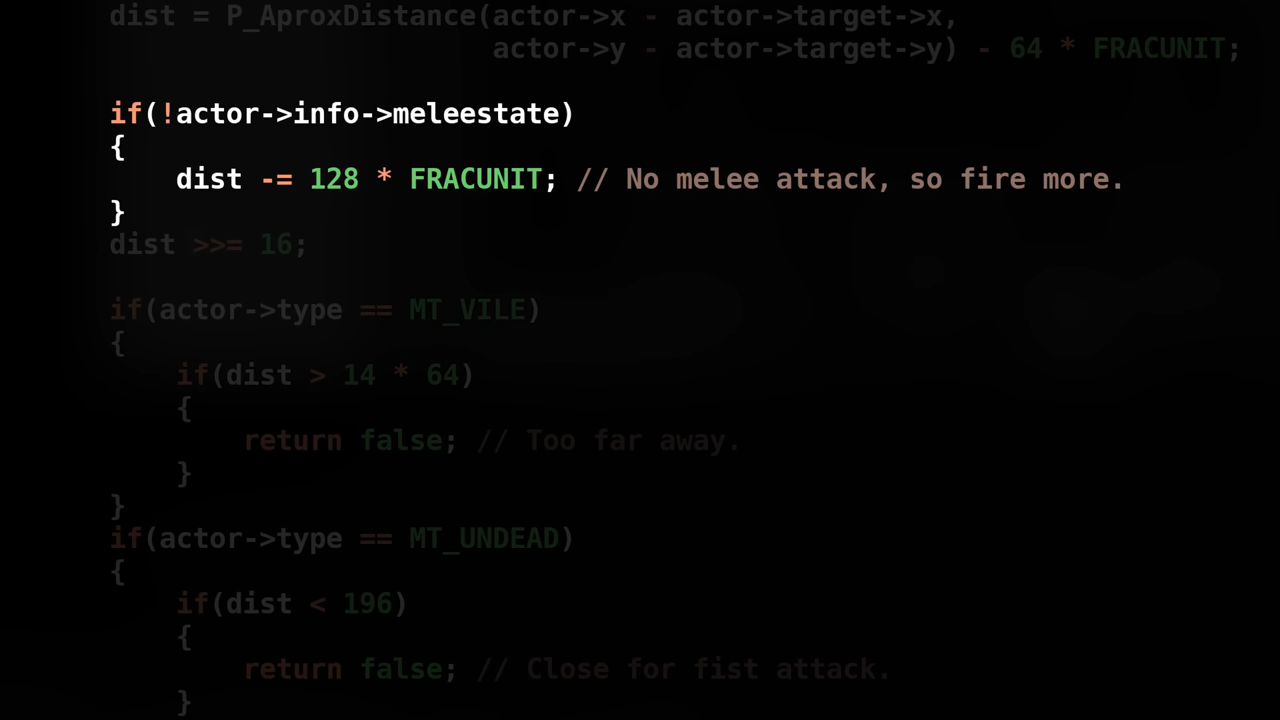 dist = P_AproxDistance(actor->x - actor->target->x,
                       actor->y - actor->target->y) - 64 * FRACUNIT;

if(!actor->info->meleestate)
{
    dist -= 128 * FRACUNIT; // No melee attack, so fire more.
}
dist >>= 16;

if(actor->type == MT_VILE)
{
    if(dist > 14 * 64)
    {
        return false; // Too far away.
    }
}
if(actor->type == MT_UNDEAD)
{
    if(dist < 196)
    {
        return false; // Close for fist attack.
    }